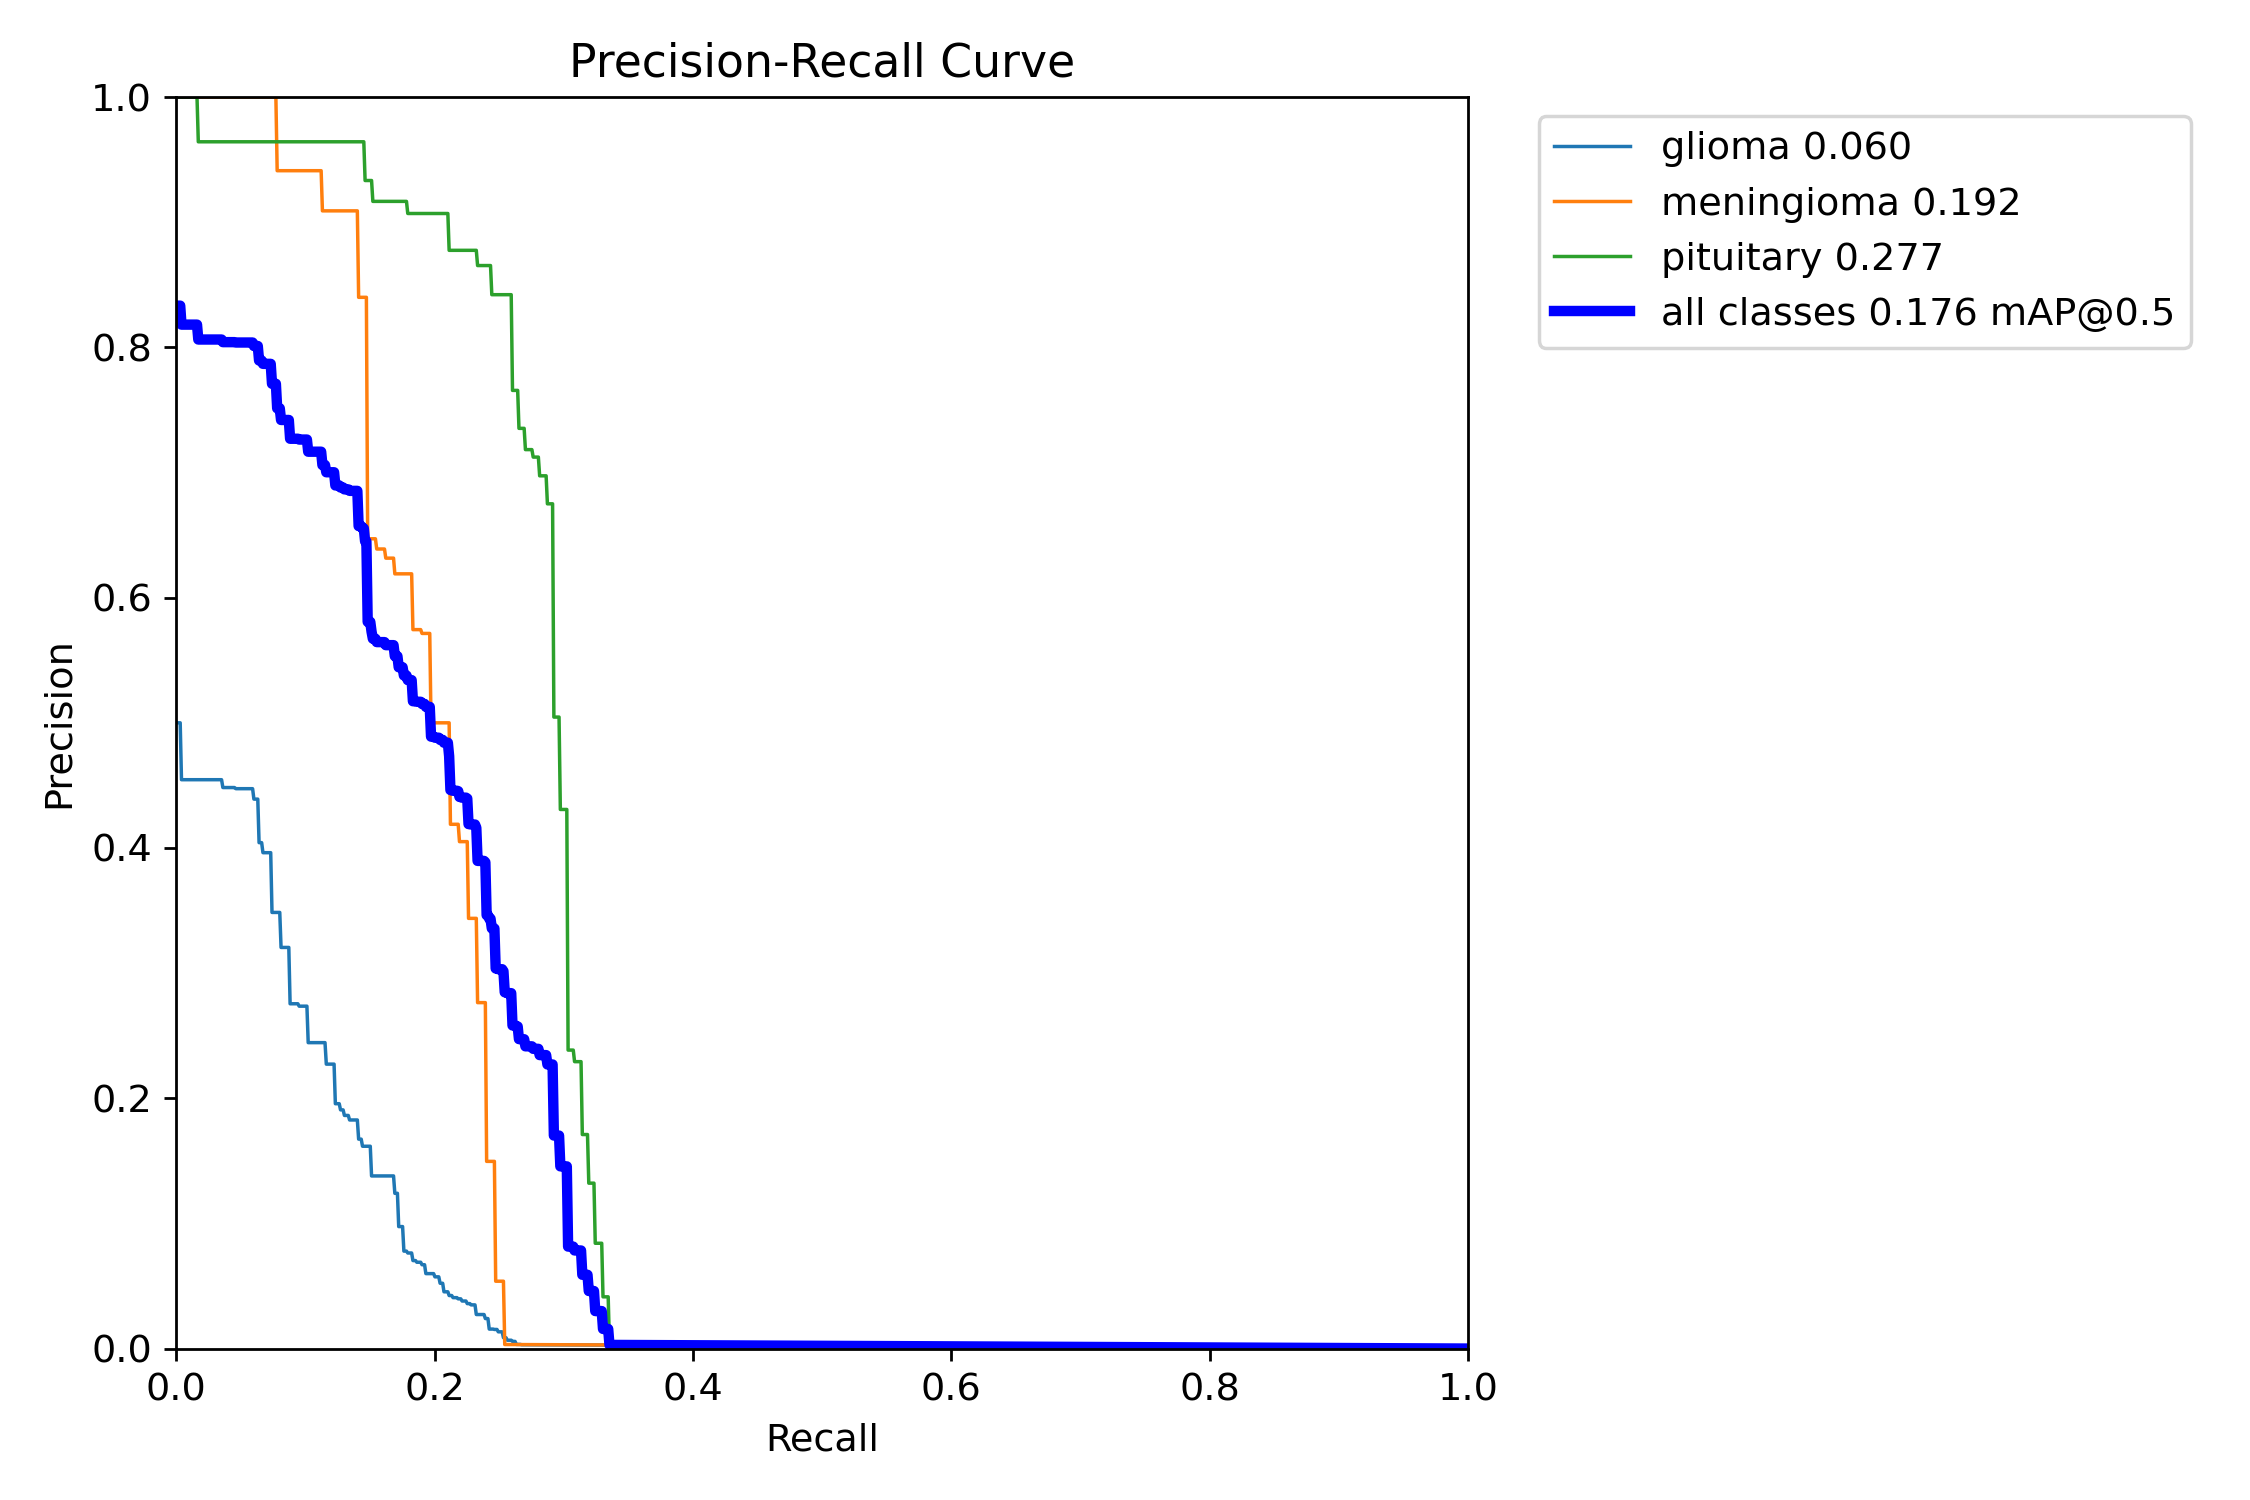 Precision-Recall Curve
1.0
0.8
0.6
0.4
0.2
0.0
Precision
0.0 0.2 0.4 0.6 0.8 1.0
Recall
glioma 0.060
meningioma 0.192
pituitary 0.277
all classes 0.176 mAP@0.5